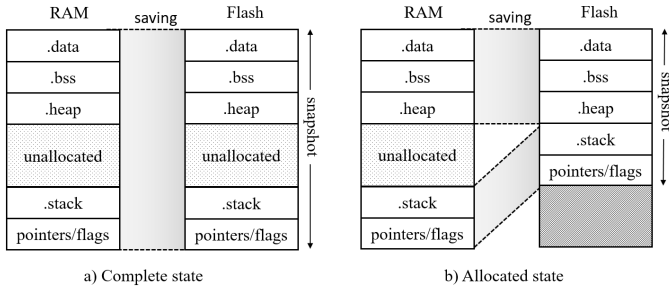 RAM
saving
Flash
.data
.data
.bss
.bss
.heap
.heap
unallocated
unallocated
.stack
.stack
pointers/flags
pointers/flags
snapshot
a) Complete state
RAM
saving
Flash
.data
.data
.bss
.bss
.heap
.heap
unallocated
.stack
pointers/flags
.stack
pointers/flags
snapshot
b) Allocated state